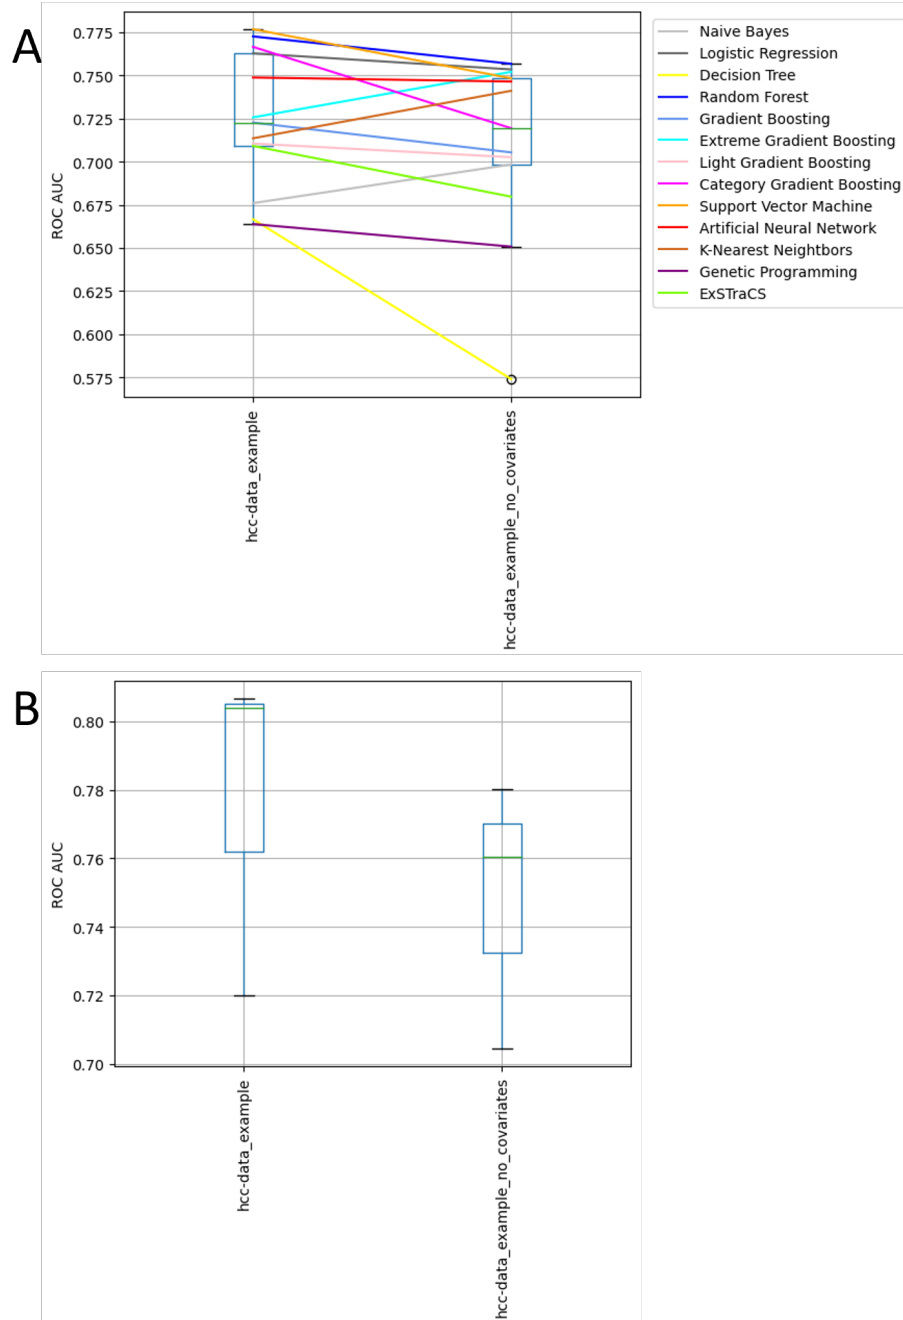 A
0.775
0.750
0.725
0.700
0.675
0.650
0.625
0.600
0.575
ROC AUC
hcc-data_example
hcc-data_example_no_covariates
Naive Bayes
Logistic Regression
Decision Tree
Random Forest
Gradient Boosting
Extreme Gradient Boosting
Light Gradient Boosting
Category Gradient Boosting
Support Vector Machine
Artificial Neural Network
K-Nearest Neightbors
Genetic Programming
ExSTraCS
B
0.80
0.78
0.76
0.74
0.72
0.70
ROC AUC
hcc-data_example
hcc-data_example_no_covariates